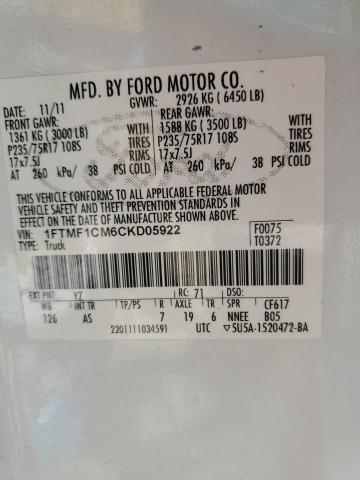 MFD. BY FORD MOTOR CO.
DATE: 11/11 GVWR: 2926 KG ( 6450 LB)
FRONT GAWR: REAR GAWR:
1361 KG ( 3000 LB) WITH 1588 KG ( 3500 LB) WITH
P235/75R17 108S TIRES P235/75R17 108S TIRES
17x7.5J RIMS 17x7.5J RIMS
AT 260 kPa/ 38 PSI COLD AT 260 kPa/ 38 PSI COLD
THIS VEHICLE CONFORMS TO ALL APPLICABLE FEDERAL MOTOR
VEHICLE SAFETY AND THEFT PREVENTION STANDARDS IN
EFFECT ON THE DATE OF MANUFACTURE SHOWN ABOVE.
VIN: 1FTMF1CM6CKD05922 F0075
TYPE: Truck T0372
EXT PNT: YZ RC: 71 DSO:
WB INT TR TP/PS R AXLE TR SPR CF617
126 AS 7 19 6 NNEE B05
2201111034591 UTC ▽5U5A-1520472-BA